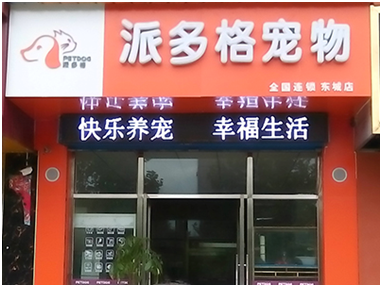 派多格宠物
PETDOG
派多格
全国连锁 东城店
快乐养宠 幸福生活